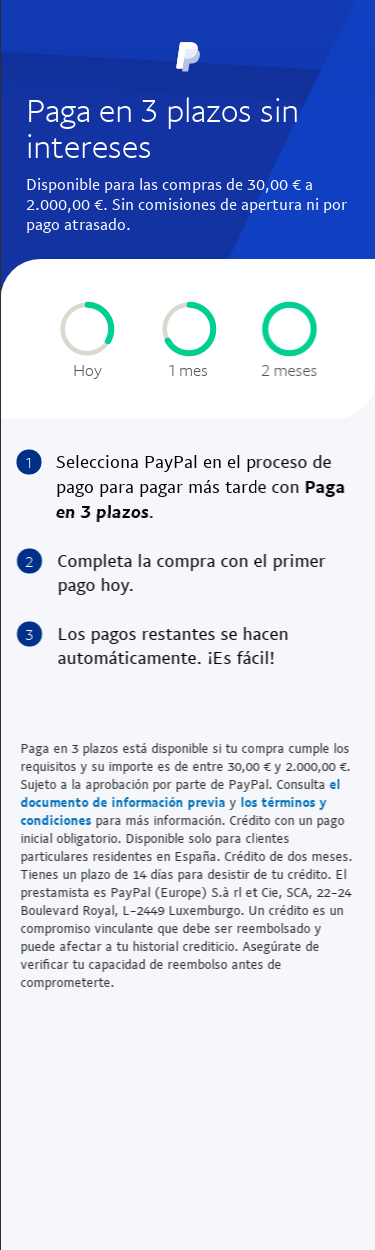 Paga en 3 plazos sin
intereses
Disponible para las compras de 30,00 € a
2.000,00 €. Sin comisiones de apertura ni por
pago atrasado.
Hoy
1 mes
2 meses
1 Selecciona PayPal en el proceso de
pago para pagar más tarde con Paga
en 3 plazos.
2 Completa la compra con el primer
pago hoy.
3 Los pagos restantes se hacen
automáticamente. ¡Es fácil!
Paga en 3 plazos está disponible si tu compra cumple los
requisitos y su importe es de entre 30,00 € y 2.000,00 €.
Sujeto a la aprobación por parte de PayPal. Consulta el
documento de información previa y los términos y
condiciones para más información. Crédito con un pago
inicial obligatorio. Disponible solo para clientes
particulares residentes en España. Crédito de dos meses.
Tienes un plazo de 14 días para desistir de tu crédito. El
prestamista es PayPal (Europe) S.à rl et Cie, SCA, 22-24
Boulevard Royal, L-2449 Luxemburgo. Un crédito es un
compromiso vinculante que debe ser reembolsado y
puede afectar a tu historial crediticio. Asegúrate de
verificar tu capacidad de reembolso antes de
comprometerte.